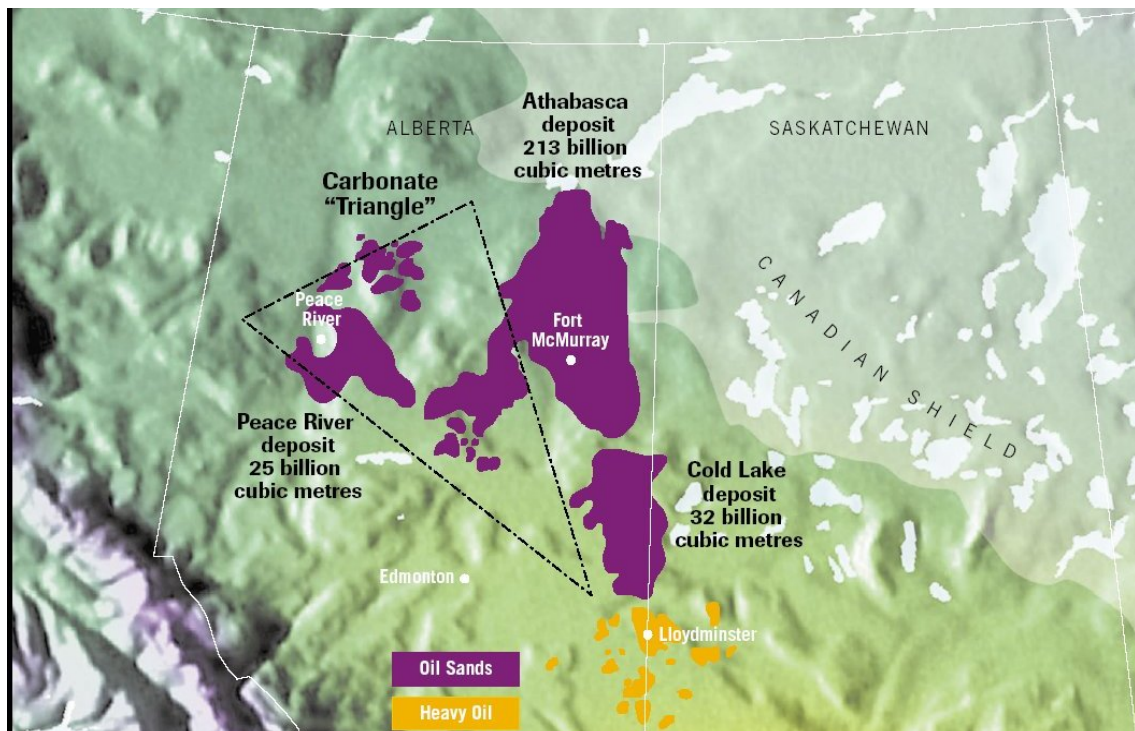 Athabasca
deposit
213 billion
cubic metres
ALBERTA
SASKATCHEWAN
Carbonate
“Triangle”
CANADIAN SHIELD
Peace
River
Fort
McMurray
Peace River
deposit
25 billion
cubic metres
Cold Lake
deposit
32 billion
cubic metres
Edmonton
Lloydminster
Oil Sands
Heavy Oil